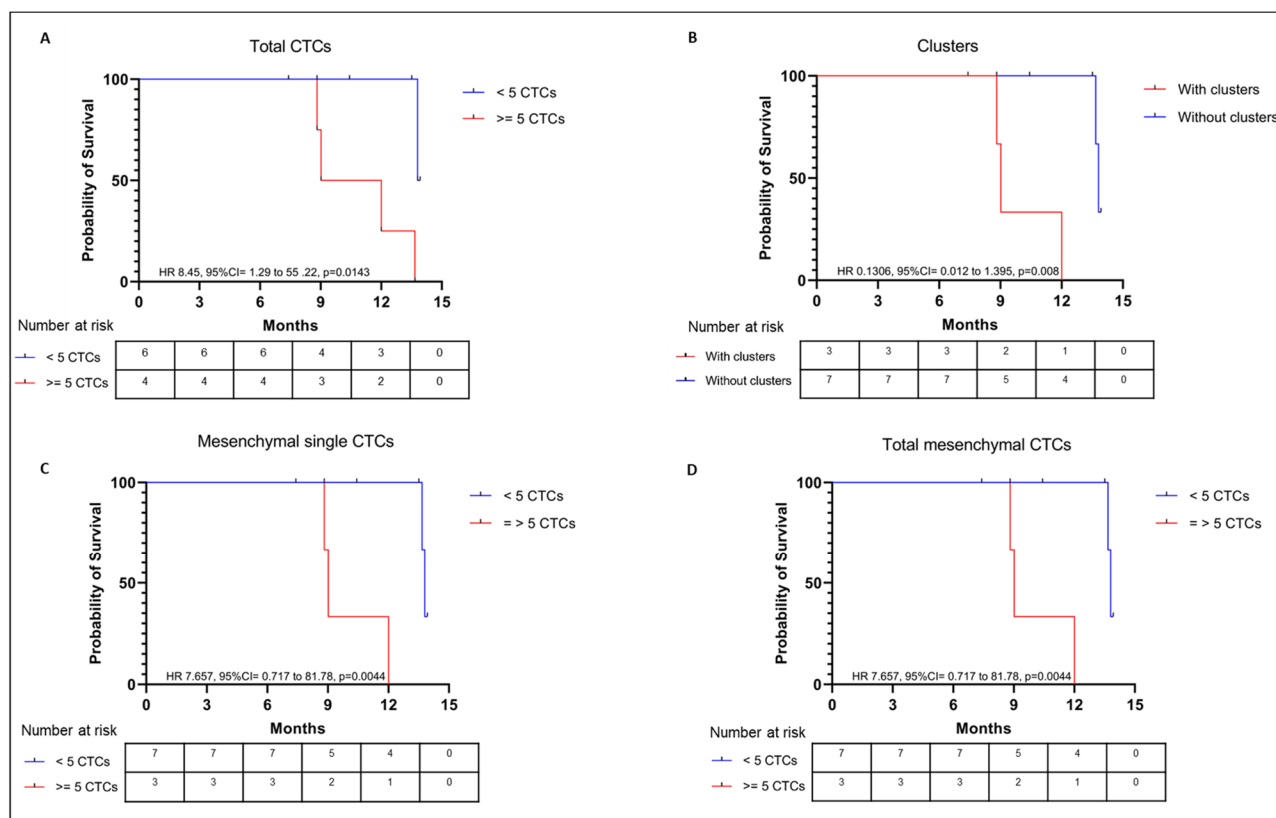 A
Total CTCs
Probability of Survival
100
50
0
0 3 6 9 12 15
Months
HR 8.45, 95%CI= 1.29 to 55 .22, p=0.0143
< 5 CTCs
>= 5 CTCs
Number at risk
< 5 CTCs 6 6 6 4 3 0
>= 5 CTCs 4 4 4 3 2 0
B
Clusters
Probability of Survival
100
50
0
0 3 6 9 12 15
Months
HR 0.1306, 95%CI= 0.012 to 1.395, p=0.008
With clusters
Without clusters
Number at risk
With clusters 3 3 3 2 1 0
Without clusters 7 7 7 5 4 0
C
Mesenchymal single CTCs
Probability of Survival
100
50
0
0 3 6 9 12 15
Months
HR 7.657, 95%CI= 0.717 to 81.78, p=0.0044
< 5 CTCs
= > 5 CTCs
Number at risk
< 5 CTCs 7 7 7 5 4 0
>= 5 CTCs 3 3 3 2 1 0
D
Total mesenchymal CTCs
Probability of Survival
100
50
0
0 3 6 9 12 15
Months
HR 7.657, 95%CI= 0.717 to 81.78, p=0.0044
< 5 CTCs
= > 5 CTCs
Number at risk
< 5 CTCs 7 7 7 5 4 0
>= 5 CTCs 3 3 3 2 1 0